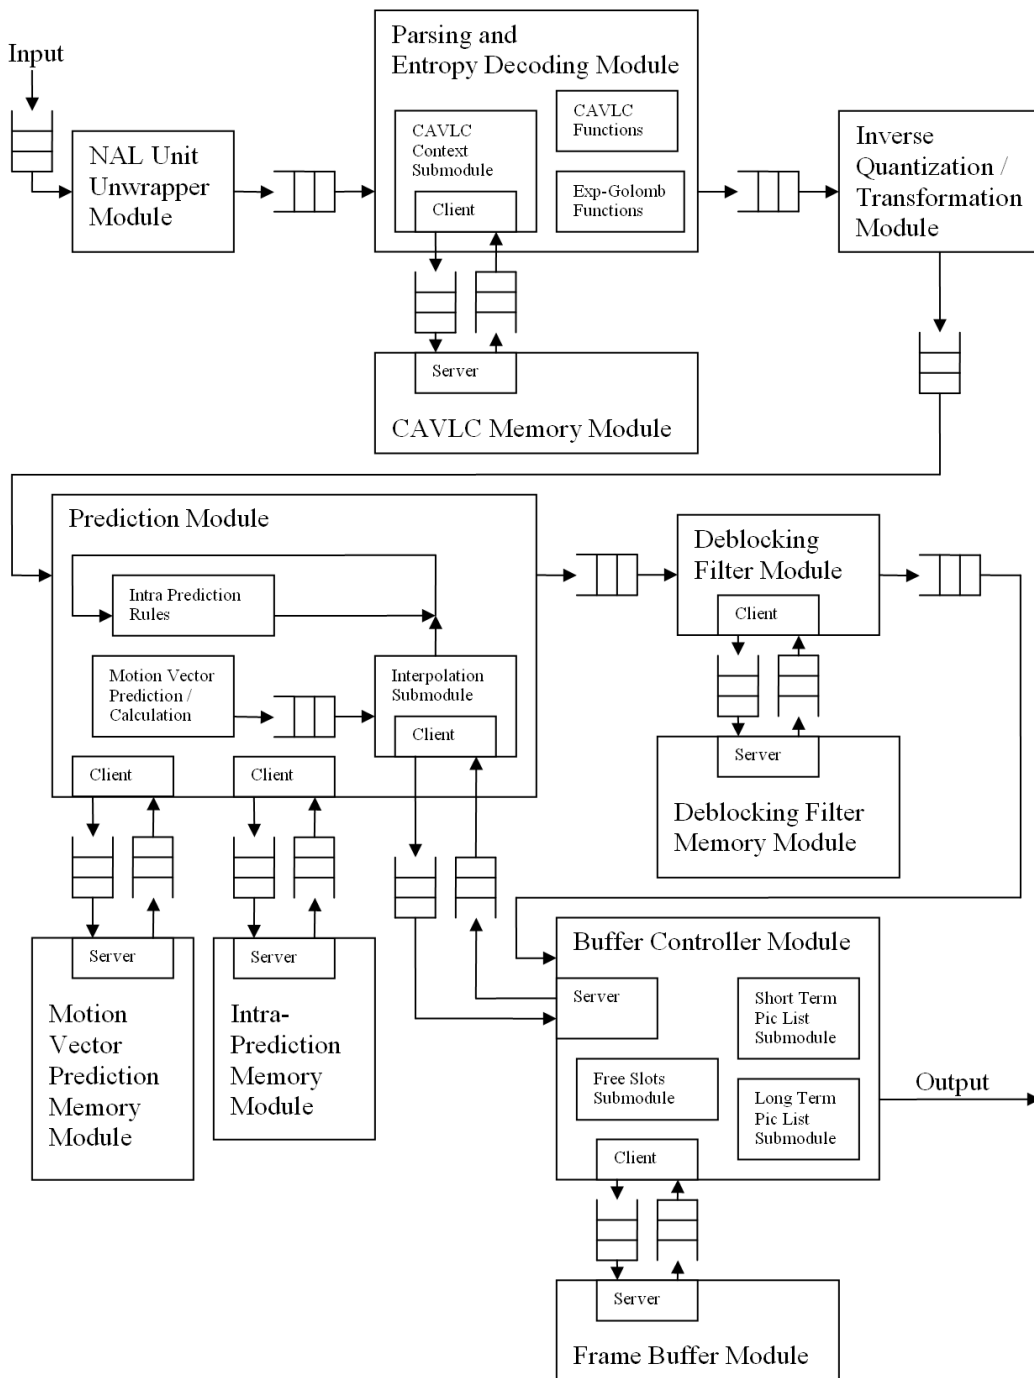 Input
NAL Unit
Unwrapper
Module
Parsing and
Entropy Decoding Module
CAVLC
Context
Submodule
Client
CAVLC
Functions
Exp-Golomb
Functions
Inverse
Quantization /
Transformation
Module
Server
CAVLC Memory Module
Prediction Module
Intra Prediction
Rules
Motion Vector
Prediction /
Calculation
Interpolation
Submodule
Client
Client
Client
Deblocking
Filter Module
Client
Server
Deblocking Filter
Memory Module
Server
Motion
Vector
Prediction
Memory
Module
Server
Intra-
Prediction
Memory
Module
Buffer Controller Module
Server
Short Term
Pic List
Submodule
Free Slots
Submodule
Long Term
Pic List
Submodule
Client
Output
Server
Frame Buffer Module